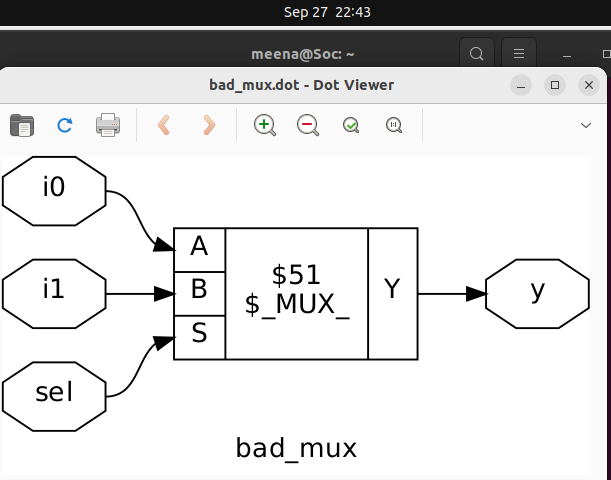 Sep 27 22:43
meena@Soc: ~
bad_mux.dot - Dot Viewer
i0
A
i1
B
$51
$_MUX_
Y
y
S
sel
bad_mux